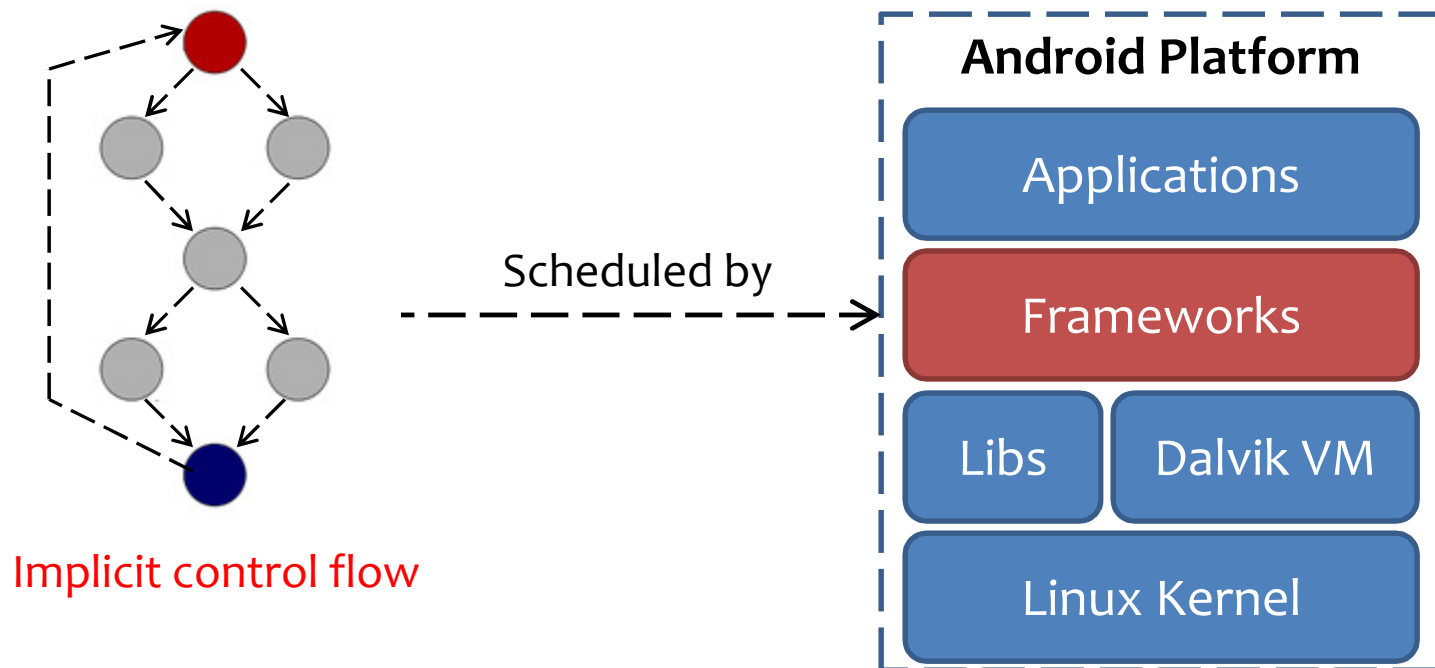 Android Platform
Applications
Scheduled by
Frameworks
Libs
Dalvik VM
Implicit control flow
Linux Kernel